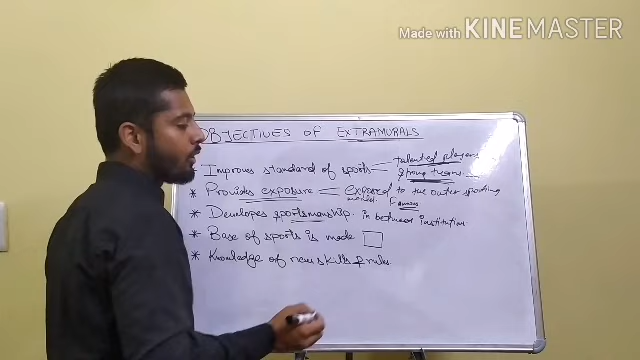 Made with KINEMASTER
OBJECTIVES OF EXTRAMURALS
Improves standard of sports talented players
Strong teams
* Provides exposure exposed to the outer sporting
world. Famous
* Developes sportsmanship. in between institution
* Base of sports is made
* Knowledge of new skills & rules